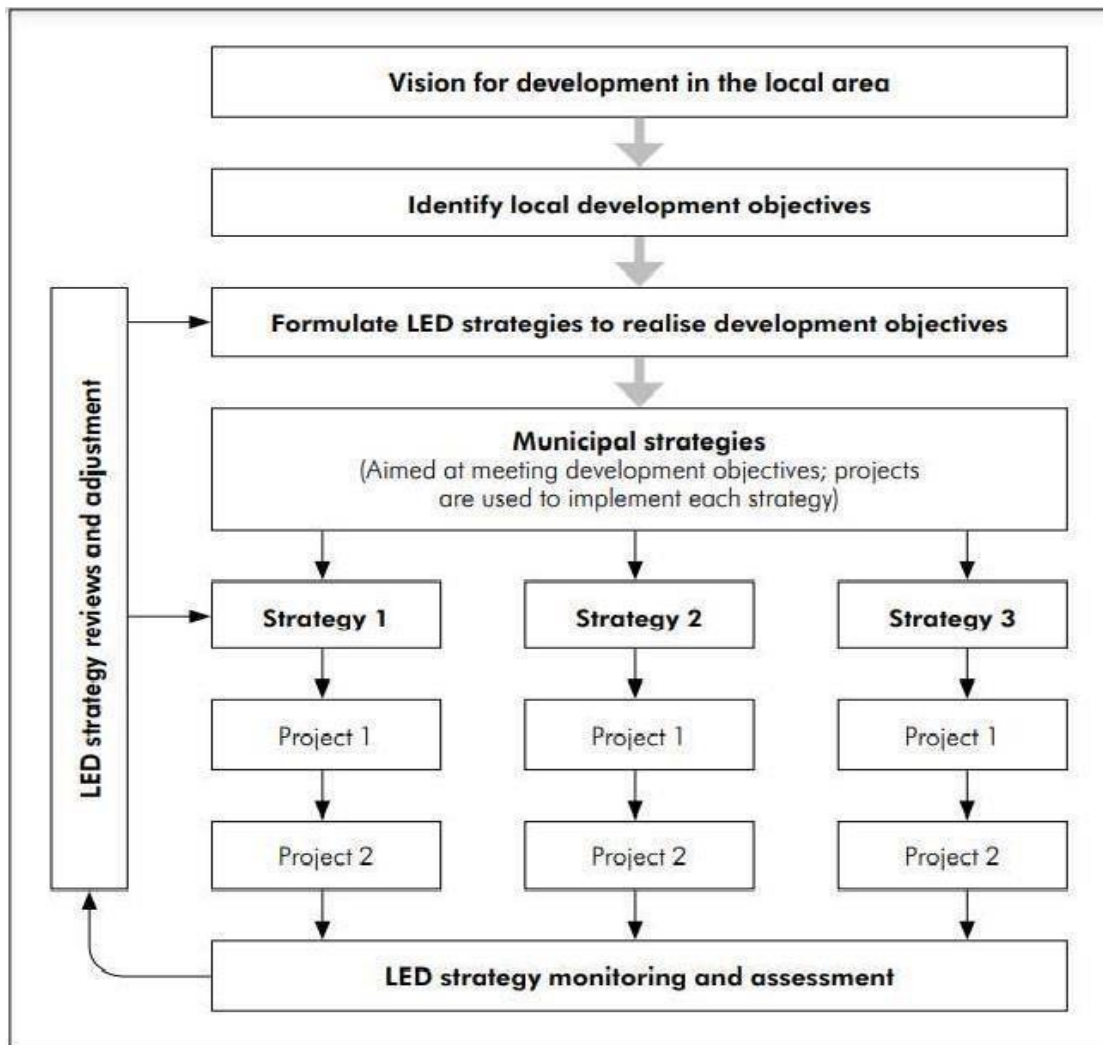 Vision for development in the local area
Identify local development objectives
Formulate LED strategies to realise development objectives
Municipal strategies
(Aimed at meeting development objectives; projects
are used to implement each strategy)
LED strategy reviews and adjustment
Strategy 1
Strategy 2
Strategy 3
Project 1
Project 1
Project 1
Project 2
Project 2
Project 2
LED strategy monitoring and assessment